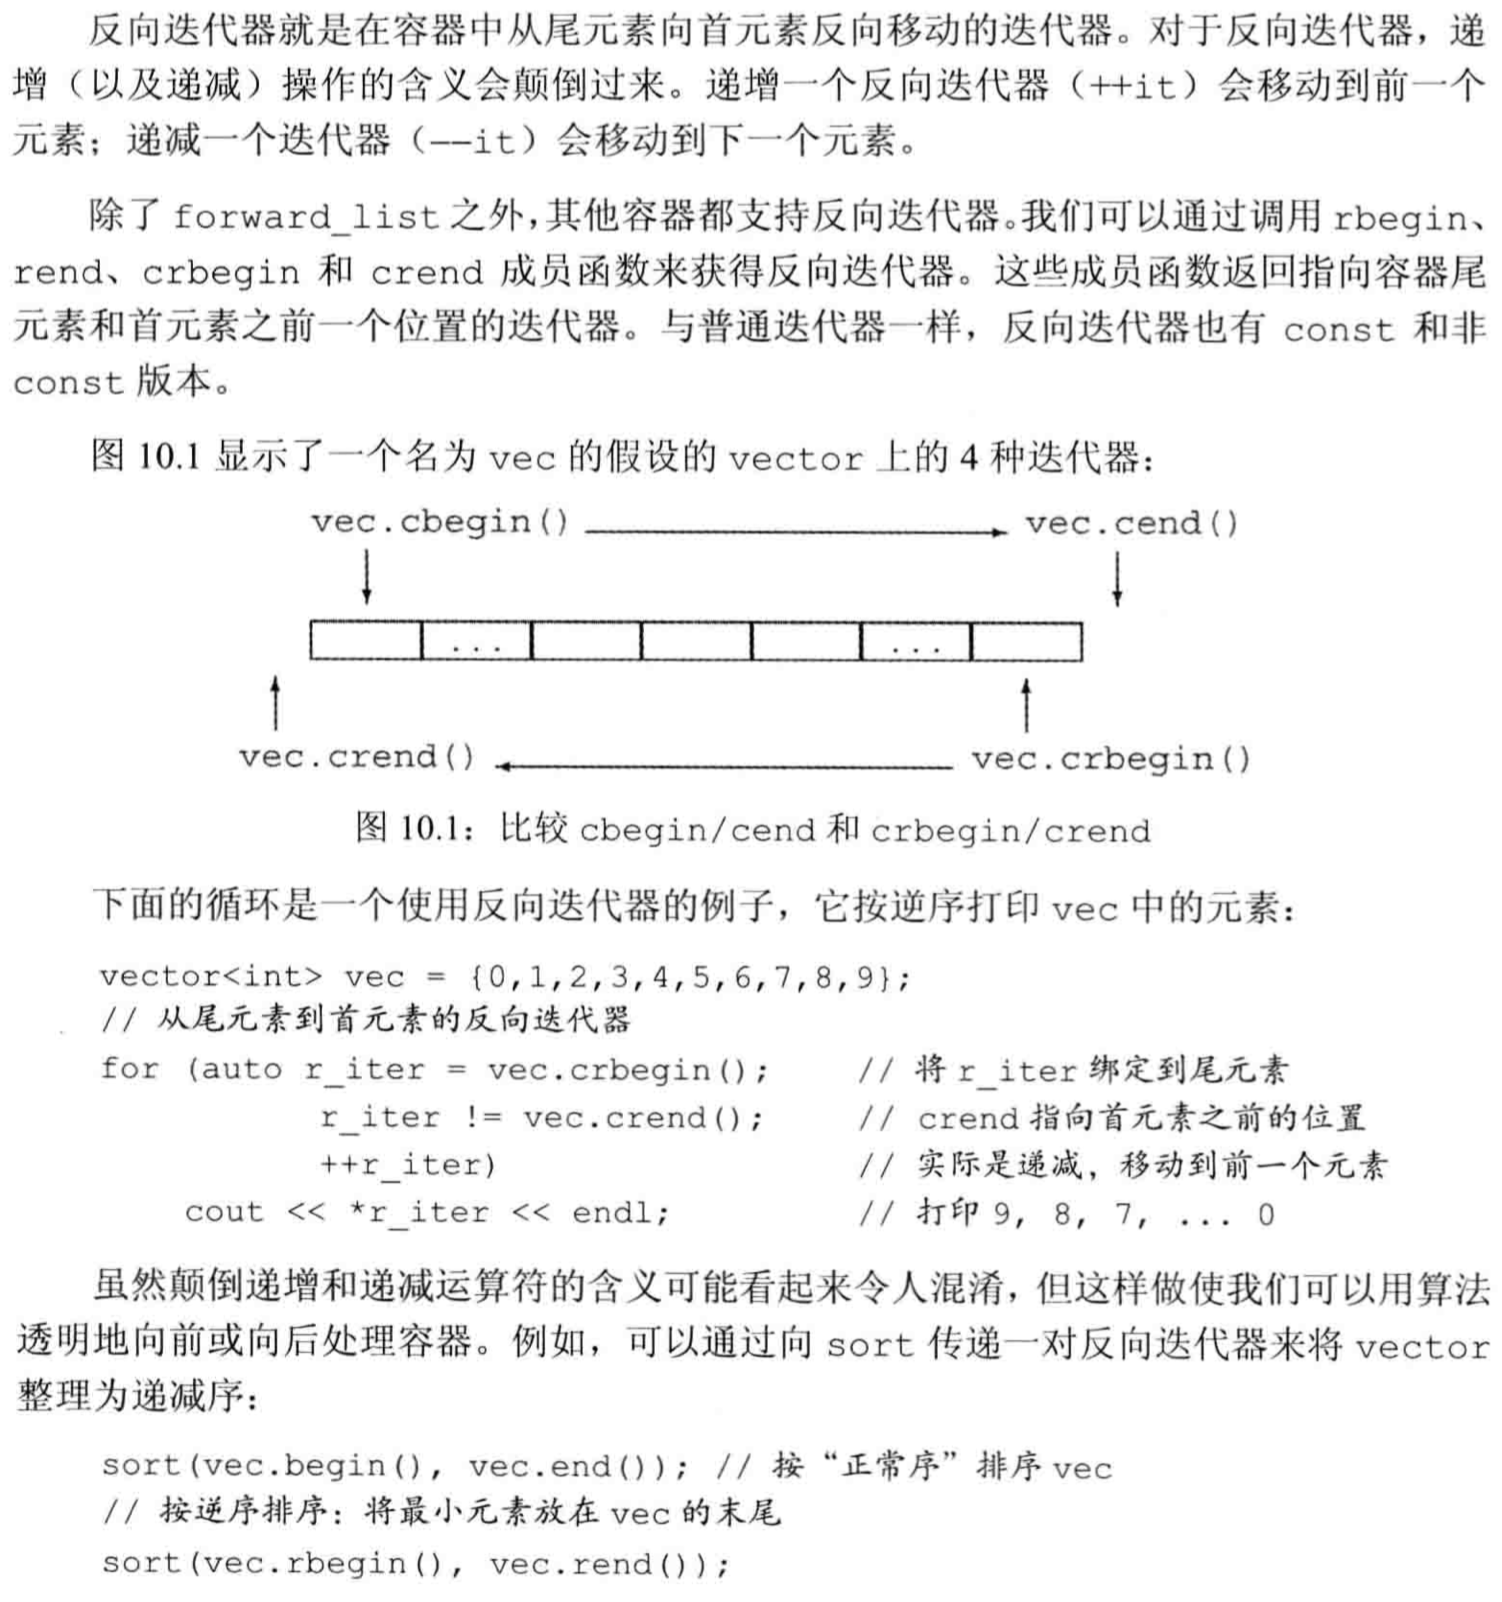 反向迭代器就是在容器中从尾元素向首元素反向移动的迭代器。对于反向迭代器，递
增（以及递减）操作的含义会颠倒过来。递增一个反向迭代器（++it）会移动到前一个
元素；递减一个迭代器（--it）会移动到下一个元素。
除了 forward_list 之外，其他容器都支持反向迭代器。我们可以通过调用 rbegin、
rend、crbegin 和 crend 成员函数来获得反向迭代器。这些成员函数返回指向容器尾
元素和首元素之前一个位置的迭代器。与普通迭代器一样，反向迭代器也有 const 和非
const 版本。
图 10.1 显示了一个名为 vec 的假设的 vector 上的 4 种迭代器：
vec.cbegin() vec.cend()
... ...
vec.crend() vec.crbegin()
图 10.1：比较 cbegin/cend 和 crbegin/crend
下面的循环是一个使用反向迭代器的例子，它按逆序打印 vec 中的元素：
vector<int> vec = {0,1,2,3,4,5,6,7,8,9};
// 从尾元素到首元素的反向迭代器
for (auto r_iter = vec.crbegin(); // 将 r_iter 绑定到尾元素
r_iter != vec.crend(); // crend 指向首元素之前的位置
++r_iter) // 实际是递减，移动到前一个元素
cout << *r_iter << endl; // 打印 9, 8, 7, ... 0
虽然颠倒递增和递减运算符的含义可能看起来令人混淆，但这样做使我们可以用算法
透明地向前或向后处理容器。例如，可以通过向 sort 传递一对反向迭代器来将 vector
整理为递减序：
sort(vec.begin(), vec.end()); // 按“正常序”排序 vec
// 按逆序排序：将最小元素放在 vec 的末尾
sort(vec.rbegin(), vec.rend());